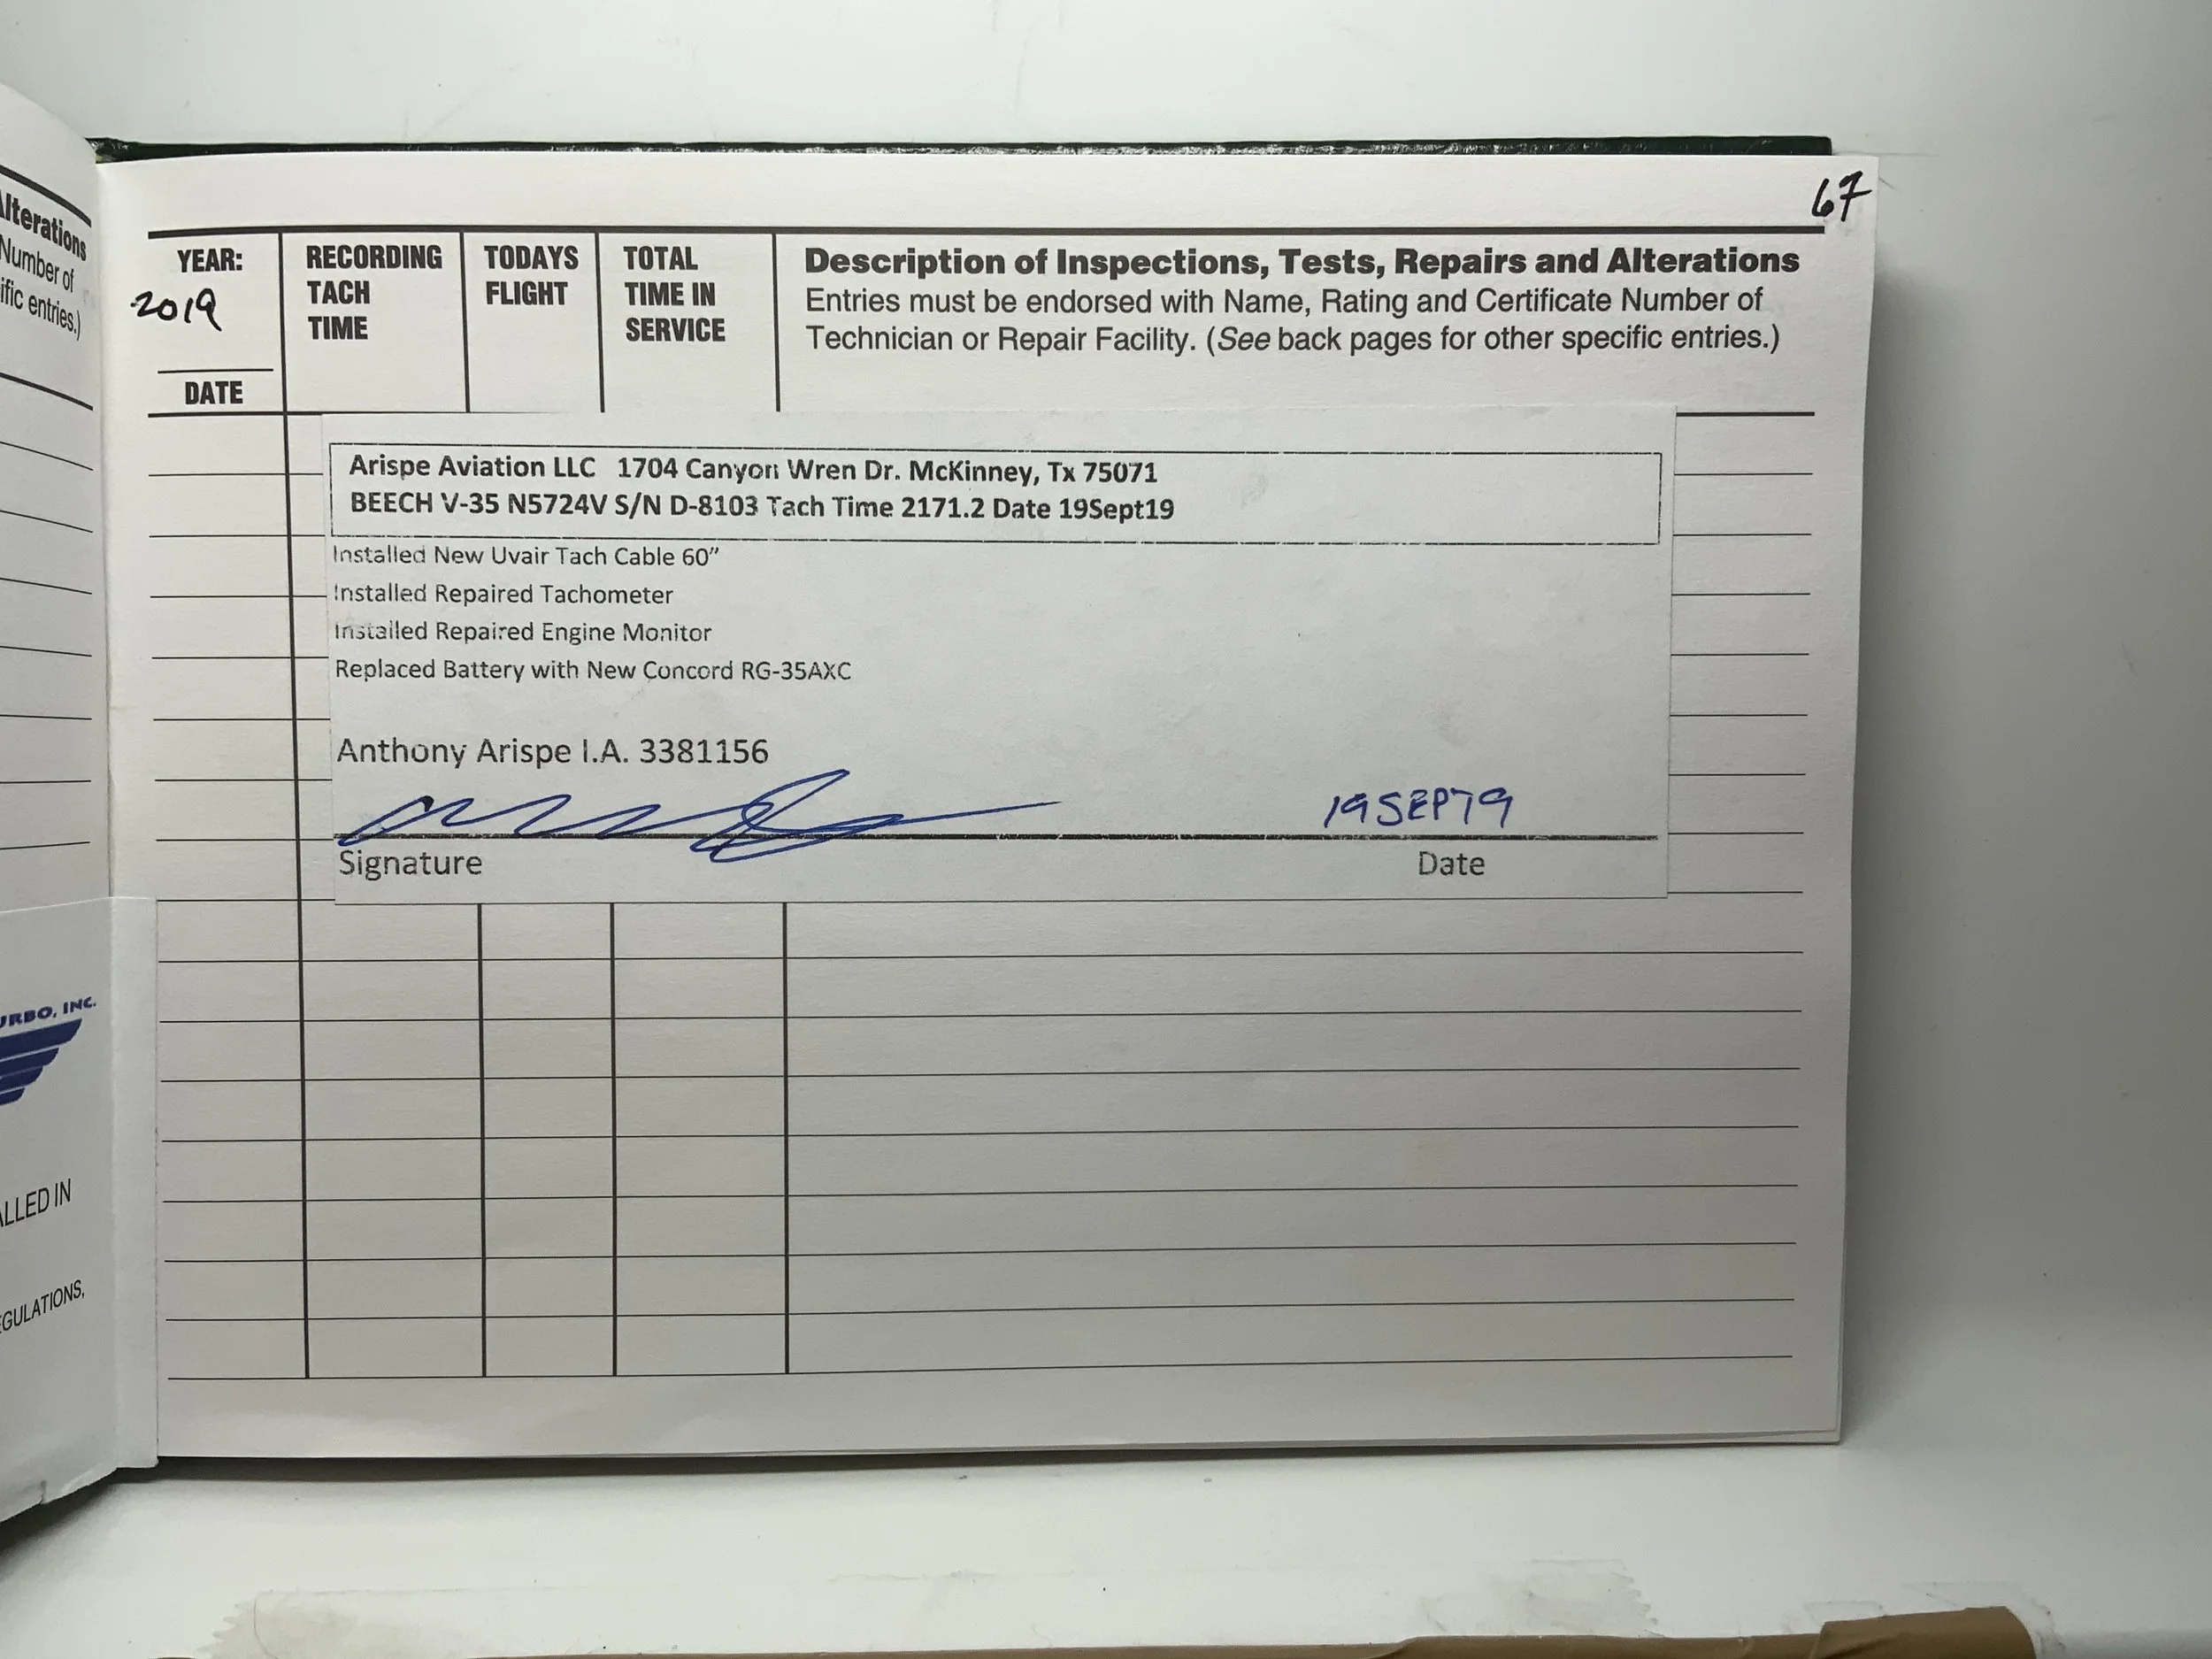 lterations
Number of
ific entries.)
URBO, INC.
ALLED IN
EGULATIONS,
67
YEAR:
2019
DATE
RECORDING
TACH
TIME
TODAYS
FLIGHT
TOTAL
TIME IN
SERVICE
Description of Inspections, Tests, Repairs and Alterations
Entries must be endorsed with Name, Rating and Certificate Number of
Technician or Repair Facility. (See back pages for other specific entries.)
Arispe Aviation LLC 1704 Canyon Wren Dr. McKinney, Tx 75071
BEECH V-35 N5724V S/N D-8103 Tach Time 2171.2 Date 19Sept19
Installed New Uvair Tach Cable 60”
Installed Repaired Tachometer
Installed Repaired Engine Monitor
Replaced Battery with New Concord RG-35AXC
Anthony Arispe I.A. 3381156
19SEP19
Signature Date